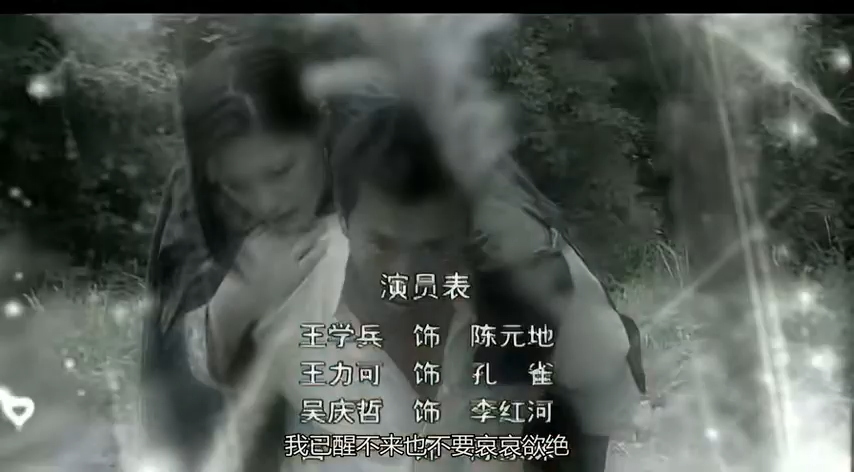 演员表
王学兵 饰 陈元地
王力可 饰 孔 雀
吴庆哲 饰 李红河
我已醒不来也不要哀哀欲绝